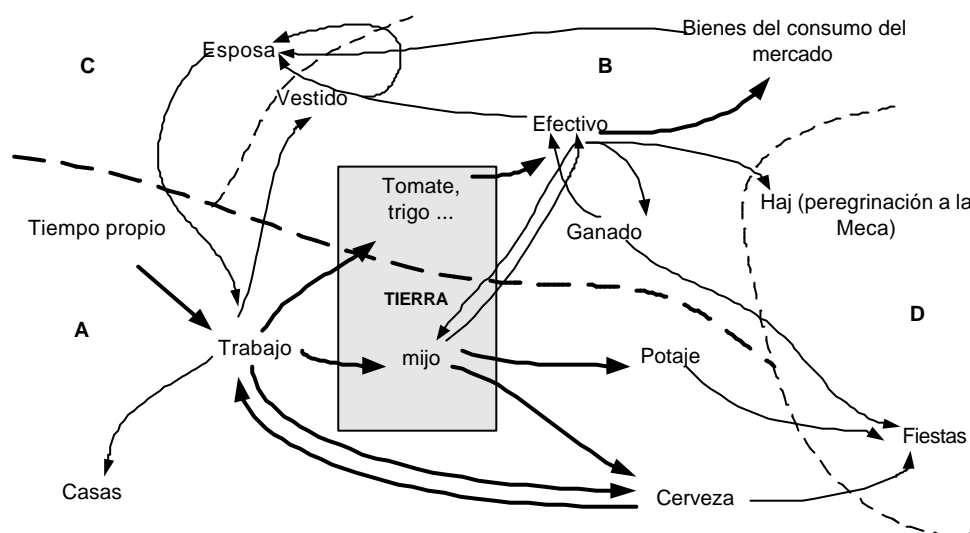 Bienes del consumo del
mercado
Esposa
C
B
Vestido
Efectivo
Tomate,
trigo ...
Haj (peregrinación a la
Meca)
Tiempo propio
Ganado
TIERRA
A
D
Trabajo
mijo
Potaje
Fiestas
Casas
Cerveza